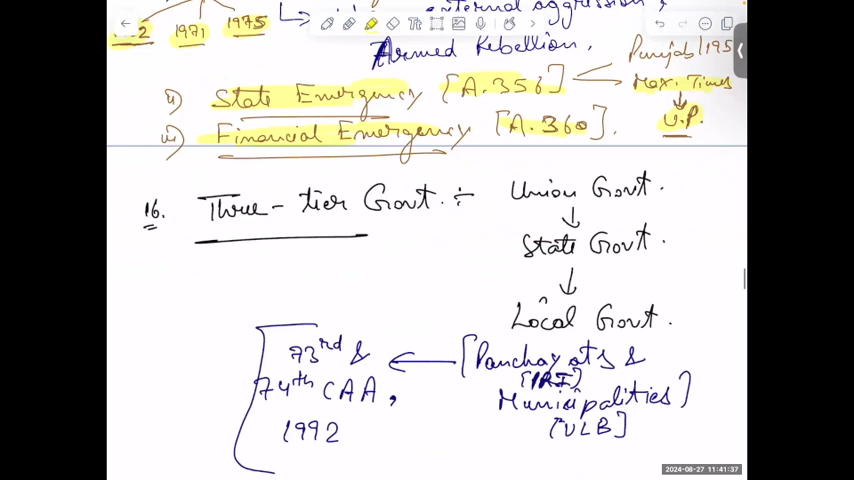 external aggression,
1971 1975
Armed Rebellion.
Punjab/195
ii) State Emergency [A.356] Max. Times
U.P.
iii) Financial Emergency [A.360].
16. Three-tier Govt. ÷ Union Govt.
State Govt.
Local Govt.
73rd & [Panchayats &
[PRI]
74th CAA, Municipalities]
1992 [ULB]
2024-08-27 11:41:37